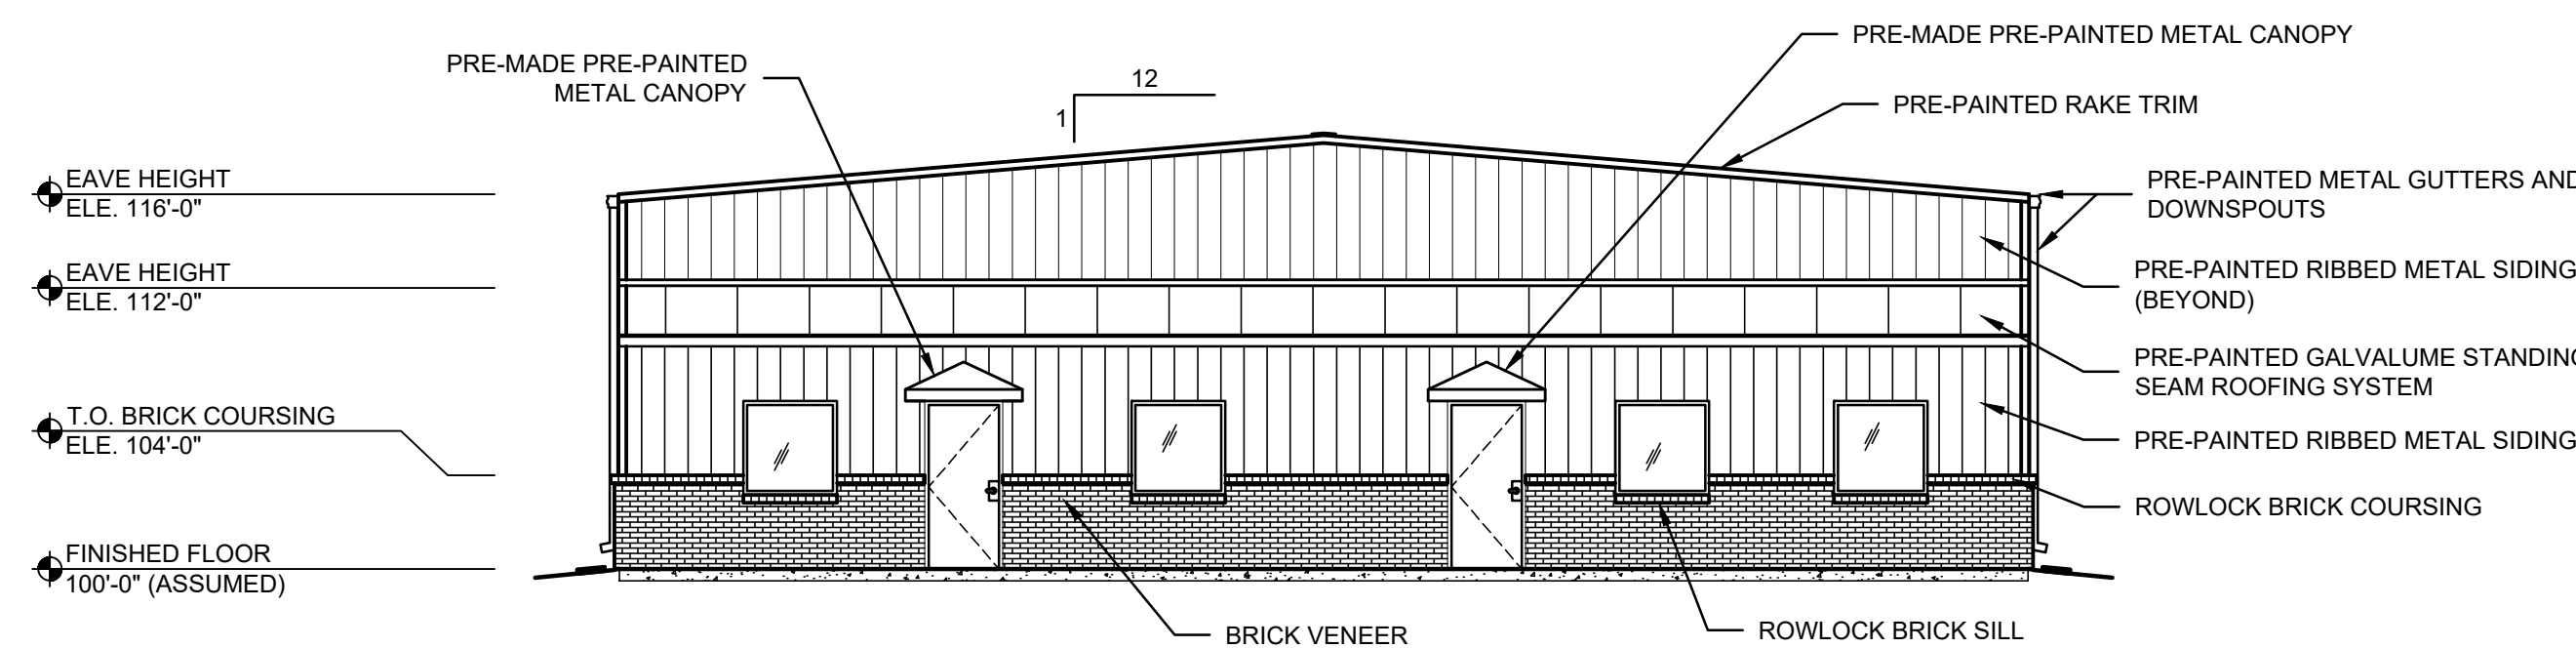 PRE-MADE PRE-PAINTED METAL CANOPY
PRE-MADE PRE-PAINTED
METAL CANOPY
12
1
PRE-PAINTED RAKE TRIM
EAVE HEIGHT
ELE. 116'-0"
PRE-PAINTED METAL GUTTERS AND
DOWNSPOUTS
EAVE HEIGHT
ELE. 112'-0"
PRE-PAINTED RIBBED METAL SIDING
(BEYOND)
PRE-PAINTED GALVALUME STANDING
SEAM ROOFING SYSTEM
T.O. BRICK COURSING
ELE. 104'-0"
PRE-PAINTED RIBBED METAL SIDING
ROWLOCK BRICK COURSING
FINISHED FLOOR
100'-0" (ASSUMED)
BRICK VENEER
ROWLOCK BRICK SILL